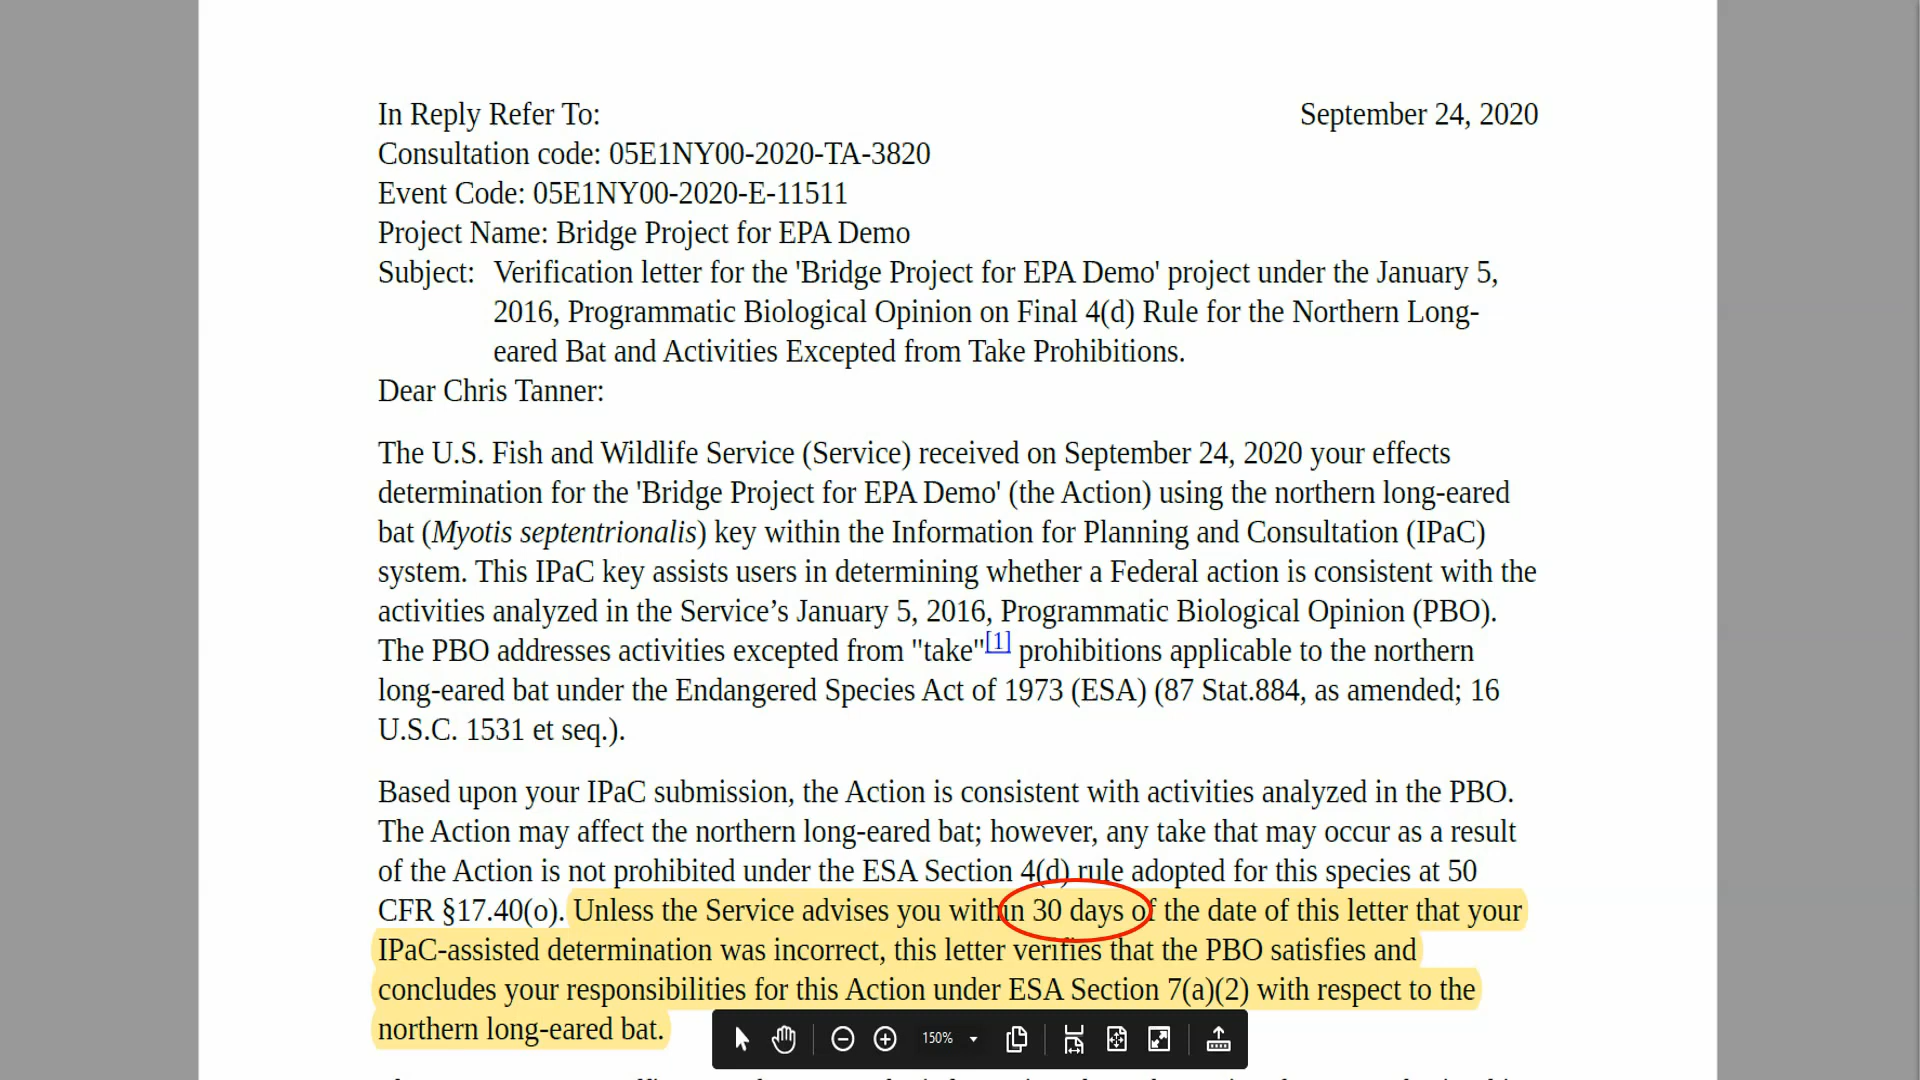 In Reply Refer To:
September 24, 2020
Consultation code: 05E1NY00-2020-TA-3820
Event Code: 05E1NY00-2020-E-11511
Project Name: Bridge Project for EPA Demo
Subject: Verification letter for the 'Bridge Project for EPA Demo' project under the January 5,
2016, Programmatic Biological Opinion on Final 4(d) Rule for the Northern Long-
eared Bat and Activities Excepted from Take Prohibitions.
Dear Chris Tanner:
The U.S. Fish and Wildlife Service (Service) received on September 24, 2020 your effects
determination for the 'Bridge Project for EPA Demo' (the Action) using the northern long-eared
bat (Myotis septentrionalis) key within the Information for Planning and Consultation (IPaC)
system. This IPaC key assists users in determining whether a Federal action is consistent with the
activities analyzed in the Service’s January 5, 2016, Programmatic Biological Opinion (PBO).
The PBO addresses activities excepted from "take"[1] prohibitions applicable to the northern
long-eared bat under the Endangered Species Act of 1973 (ESA) (87 Stat.884, as amended; 16
U.S.C. 1531 et seq.).
Based upon your IPaC submission, the Action is consistent with activities analyzed in the PBO.
The Action may affect the northern long-eared bat; however, any take that may occur as a result
of the Action is not prohibited under the ESA Section 4(d) rule adopted for this species at 50
CFR §17.40(o). Unless the Service advises you within 30 days of the date of this letter that your
IPaC-assisted determination was incorrect, this letter verifies that the PBO satisfies and
concludes your responsibilities for this Action under ESA Section 7(a)(2) with respect to the
northern long-eared bat.
150%